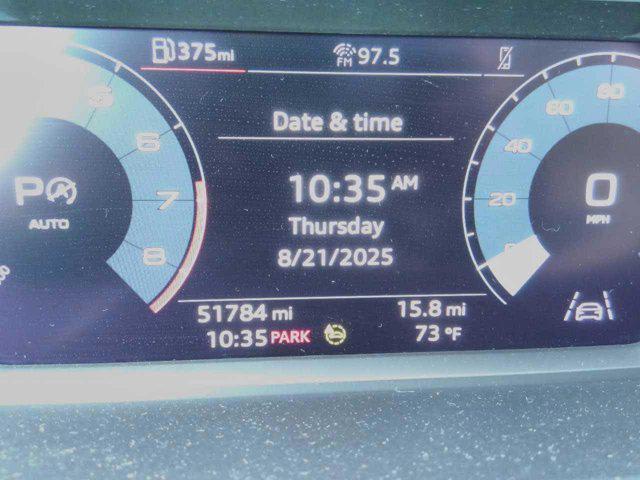 375mi
FM 97.5
Date & time
10:35 AM
Thursday
8/21/2025
51784 mi
15.8 mi
10:35 PARK
73 °F
P
AUTO
6
7
8
0
20
40
60
80
0
MPH